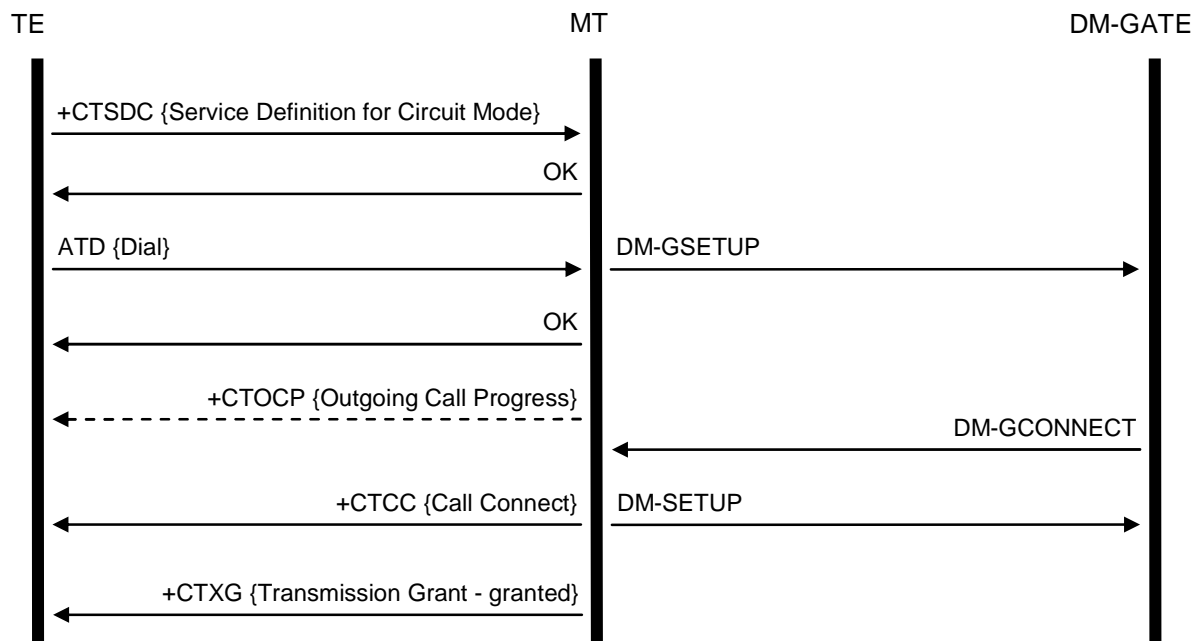 TE MT DM-GATE
+CTSDC {Service Definition for Circuit Mode}
OK
ATD {Dial} DM-GSETUP
OK
+CTOCP {Outgoing Call Progress}
DM-GCONNECT
+CTCC {Call Connect} DM-SETUP
+CTXG {Transmission Grant - granted}